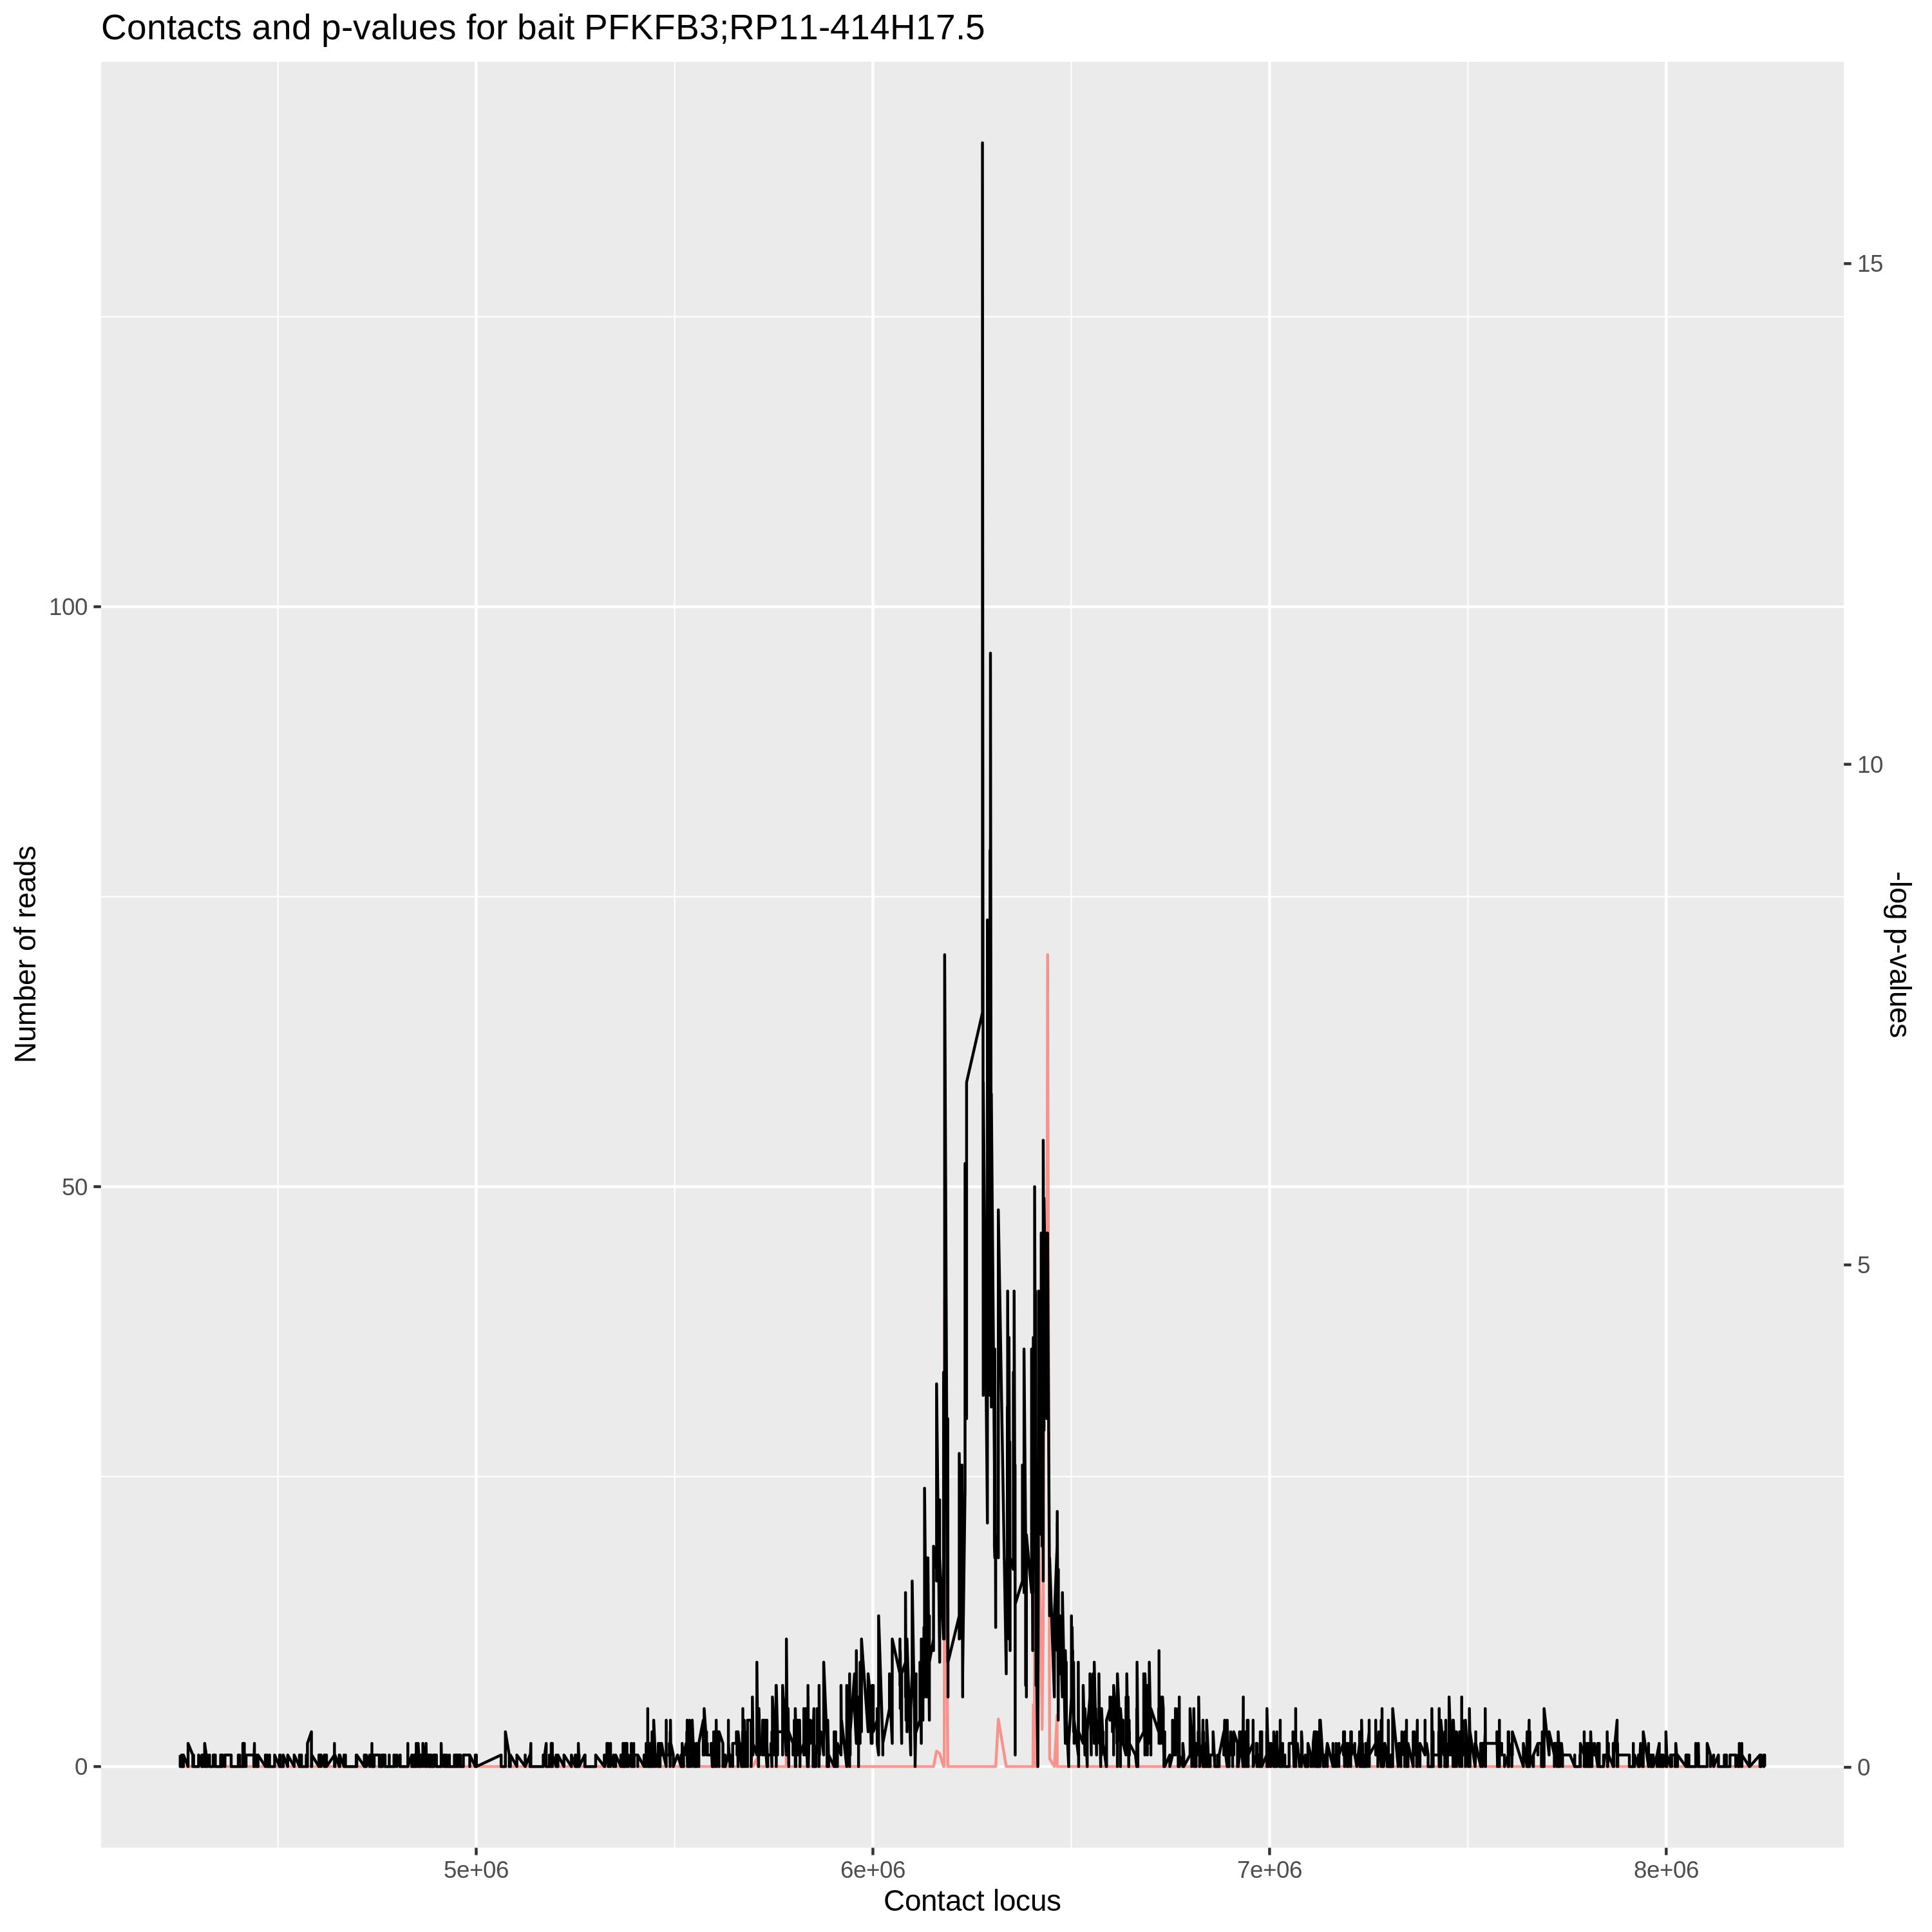 Contacts and p-values for bait PFKFB3;RP11-414H17.5
Number of reads
100
50
0
15
10
5
0
-log p-values
5e+06
6e+06
7e+06
8e+06
Contact locus